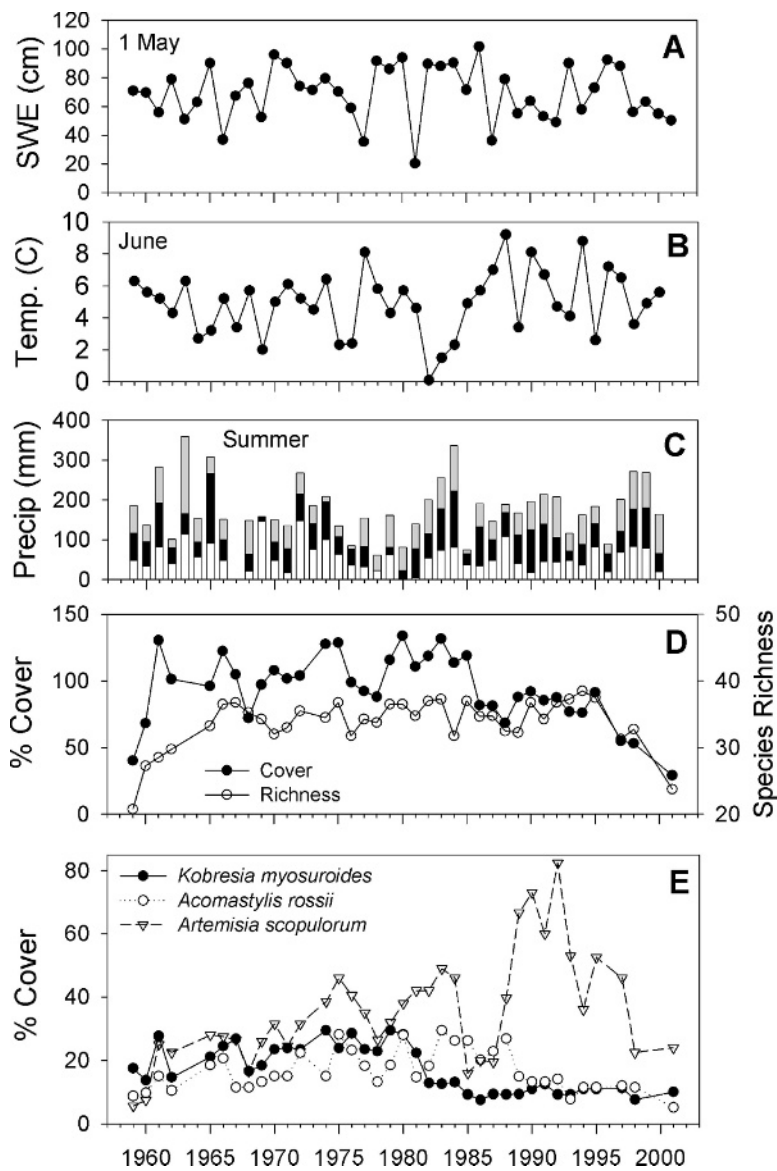 1 May
A
SWE (cm)
120
100
80
60
40
20
0
June
B
Temp. (C)
10
8
6
4
2
0
Summer
C
Precip (mm)
400
300
200
100
0
D
% Cover
150
100
50
0
Species Richness
50
40
30
20
Cover
Richness
E
% Cover
80
60
40
20
0
Kobresia myosuroides
Acomastylis rossii
Artemisia scopulorum
1960 1965 1970 1975 1980 1985 1990 1995 2000